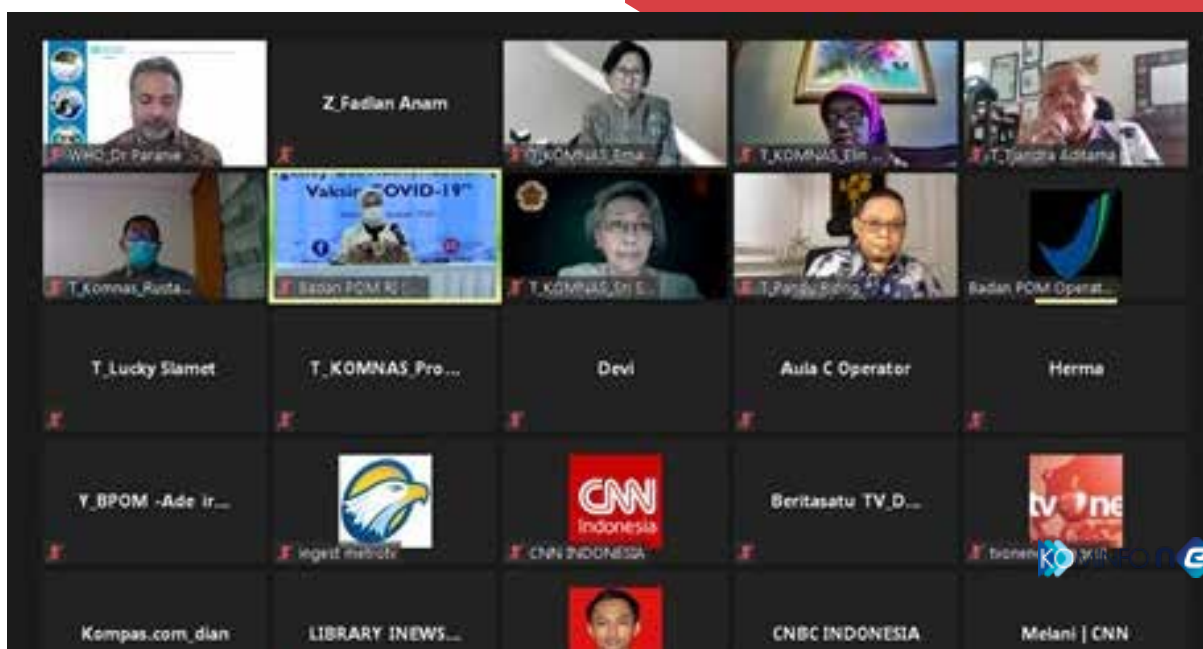 WHO_Dr Paranie
Z_Fadlan Anam
T_KOMNAS_Erna
T_KOMNAS_Elin ...
T_Tjandra Aditama
T_Komnas_Rusta...
Vaksin COVID-19"
Badan POM RI
T_KOMNAS_Sri S...
T_Pandu Riono
Badan POM Operat...
T_Lucky Slamet
T_KOMNAS_Pro...
Devi
Aula C Operator
Herma
Y_BPOM -Ade ir...
ingest metrotv
CNN
Indonesia
CNN INDONESIA
Beritasatu TV_D...
tvOne
Kompas.com_dian
LIBRARY INEWS...
CNBC INDONESIA
Melani | CNN